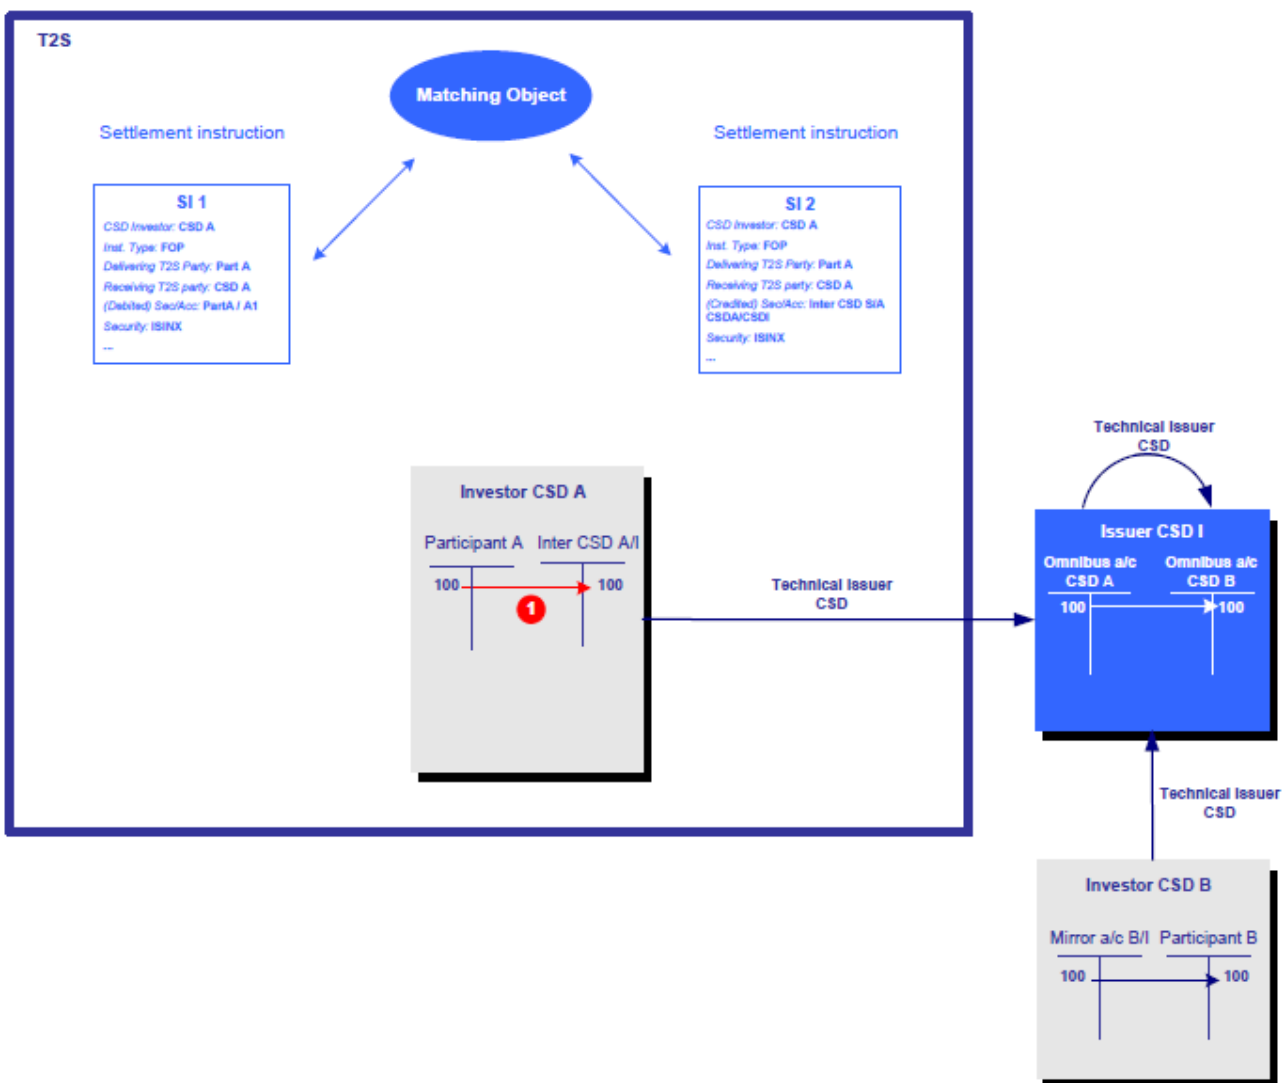 T2S
Matching Object
Settlement instruction
Settlement instruction
SI 1
CSD Investor: CSD A
Inst. Type: FOP
Delivering T2S Party: Part A
Receiving T2S party: CSD A
(Debited) Sec/Acc: PartA / A1
Security: ISINX
...
SI 2
CSD Investor: CSD A
Inst. Type: FOP
Delivering T2S Party: Part A
Receiving T2S party: CSD A
(Credited) Sec/Acc: Inter CSD S/A
CSDA/CSDI
Security: ISINX
...
Investor CSD A
Participant A Inter CSD A/I
100 100
1
Technical Issuer
CSD
Technical Issuer
CSD
Issuer CSD I
Omnibus a/c Omnibus a/c
CSD A CSD B
100 100
Technical Issuer
CSD
Investor CSD B
Mirror a/c B/I Participant B
100 100